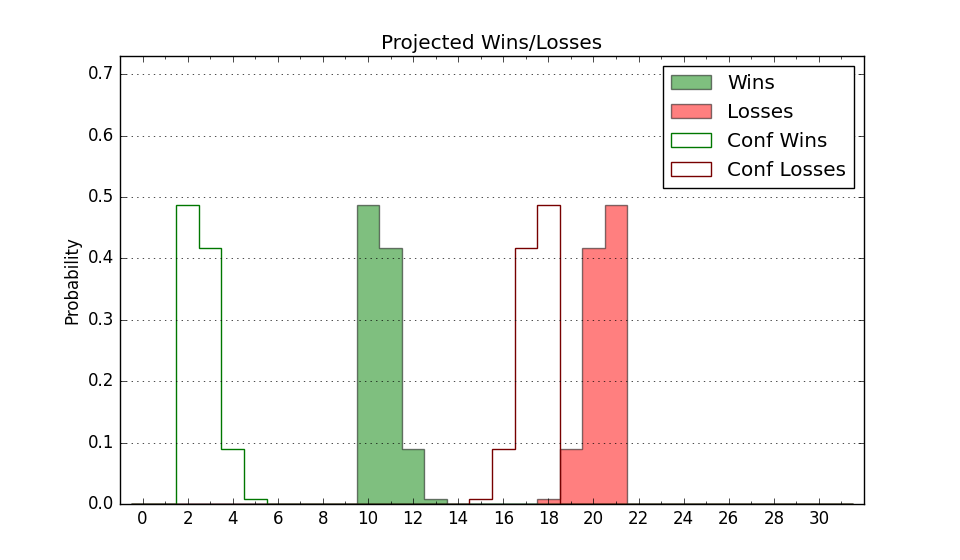 Projected Wins/Losses
0.7
0.6
0.5
0.4
0.3
0.2
0.1
0.0
Probability
Wins
Losses
Conf Wins
Conf Losses
0 2 4 6 8 10 12 14 16 18 20 22 24 26 28 30